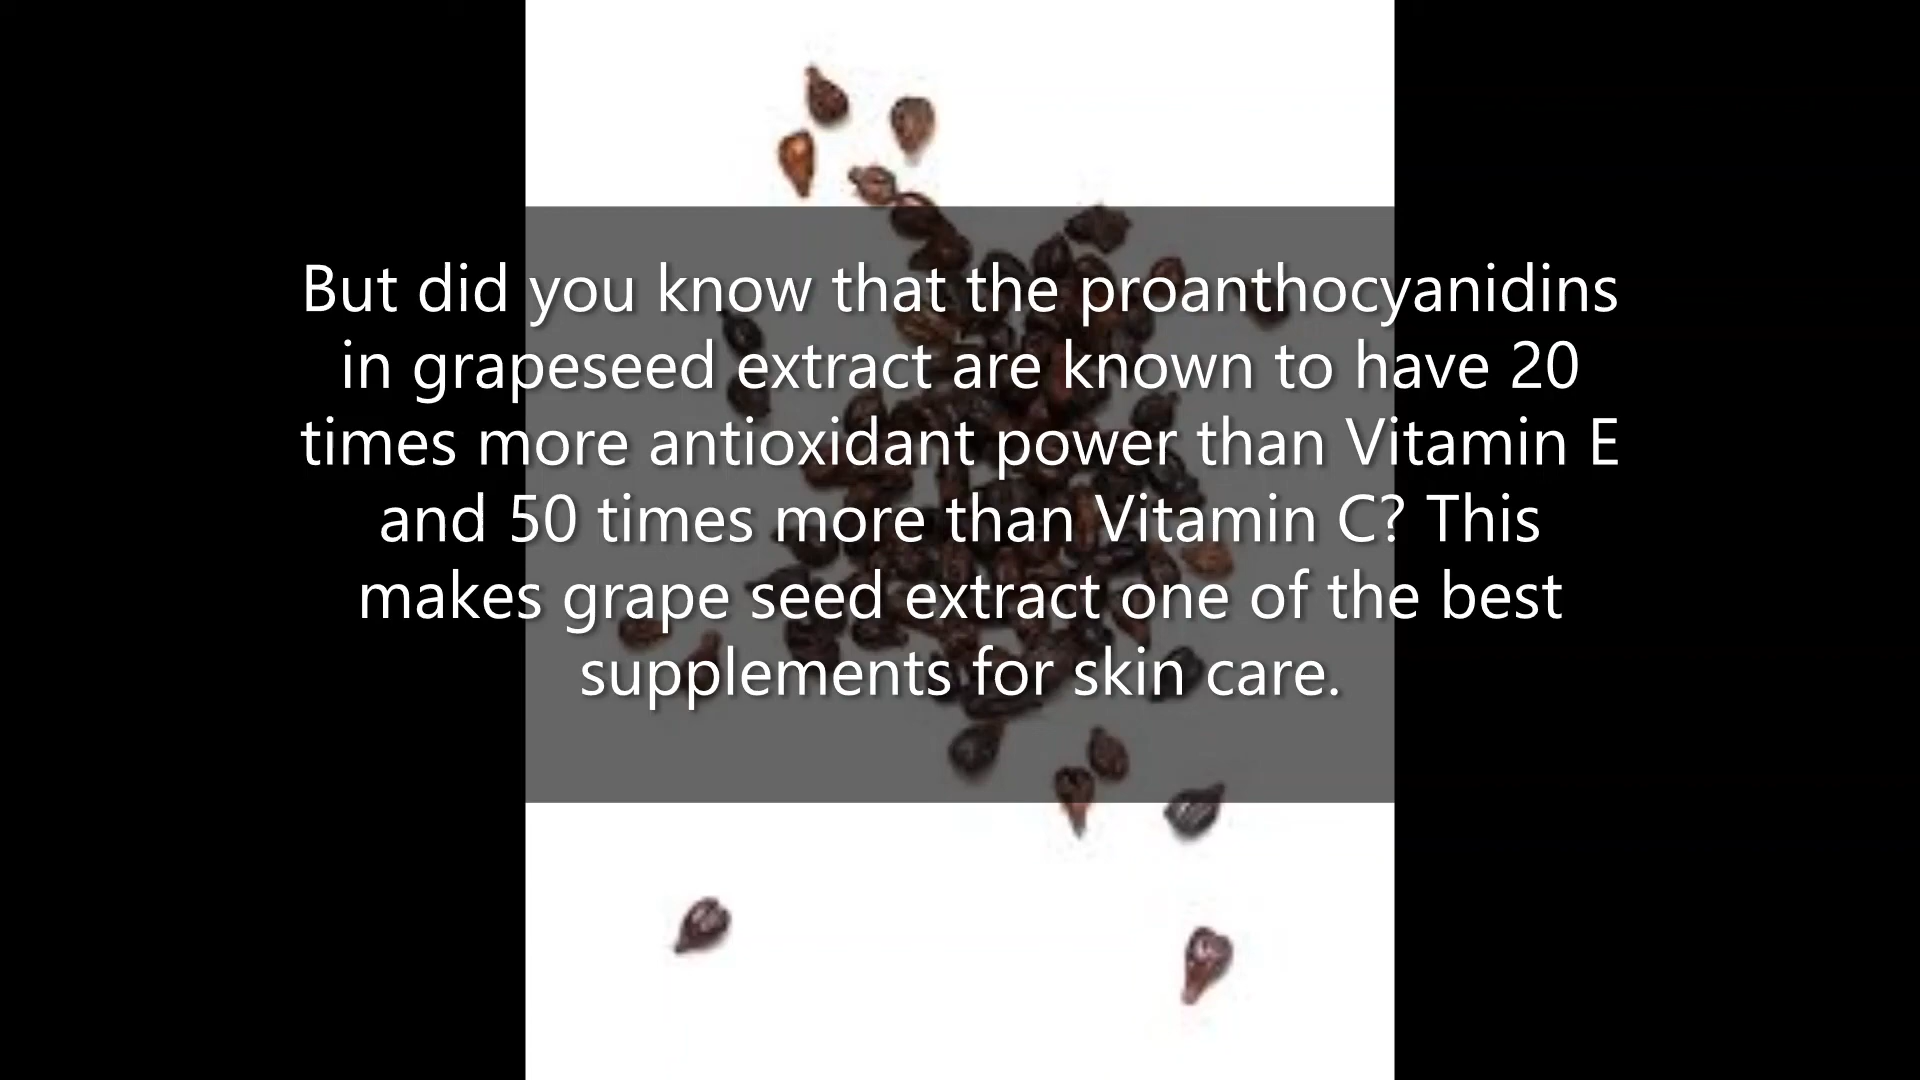 But did you know that the proanthocyanidins
in grapeseed extract are known to have 20
times more antioxidant power than Vitamin E
and 50 times more than Vitamin C? This
makes grape seed extract one of the best
supplements for skin care.